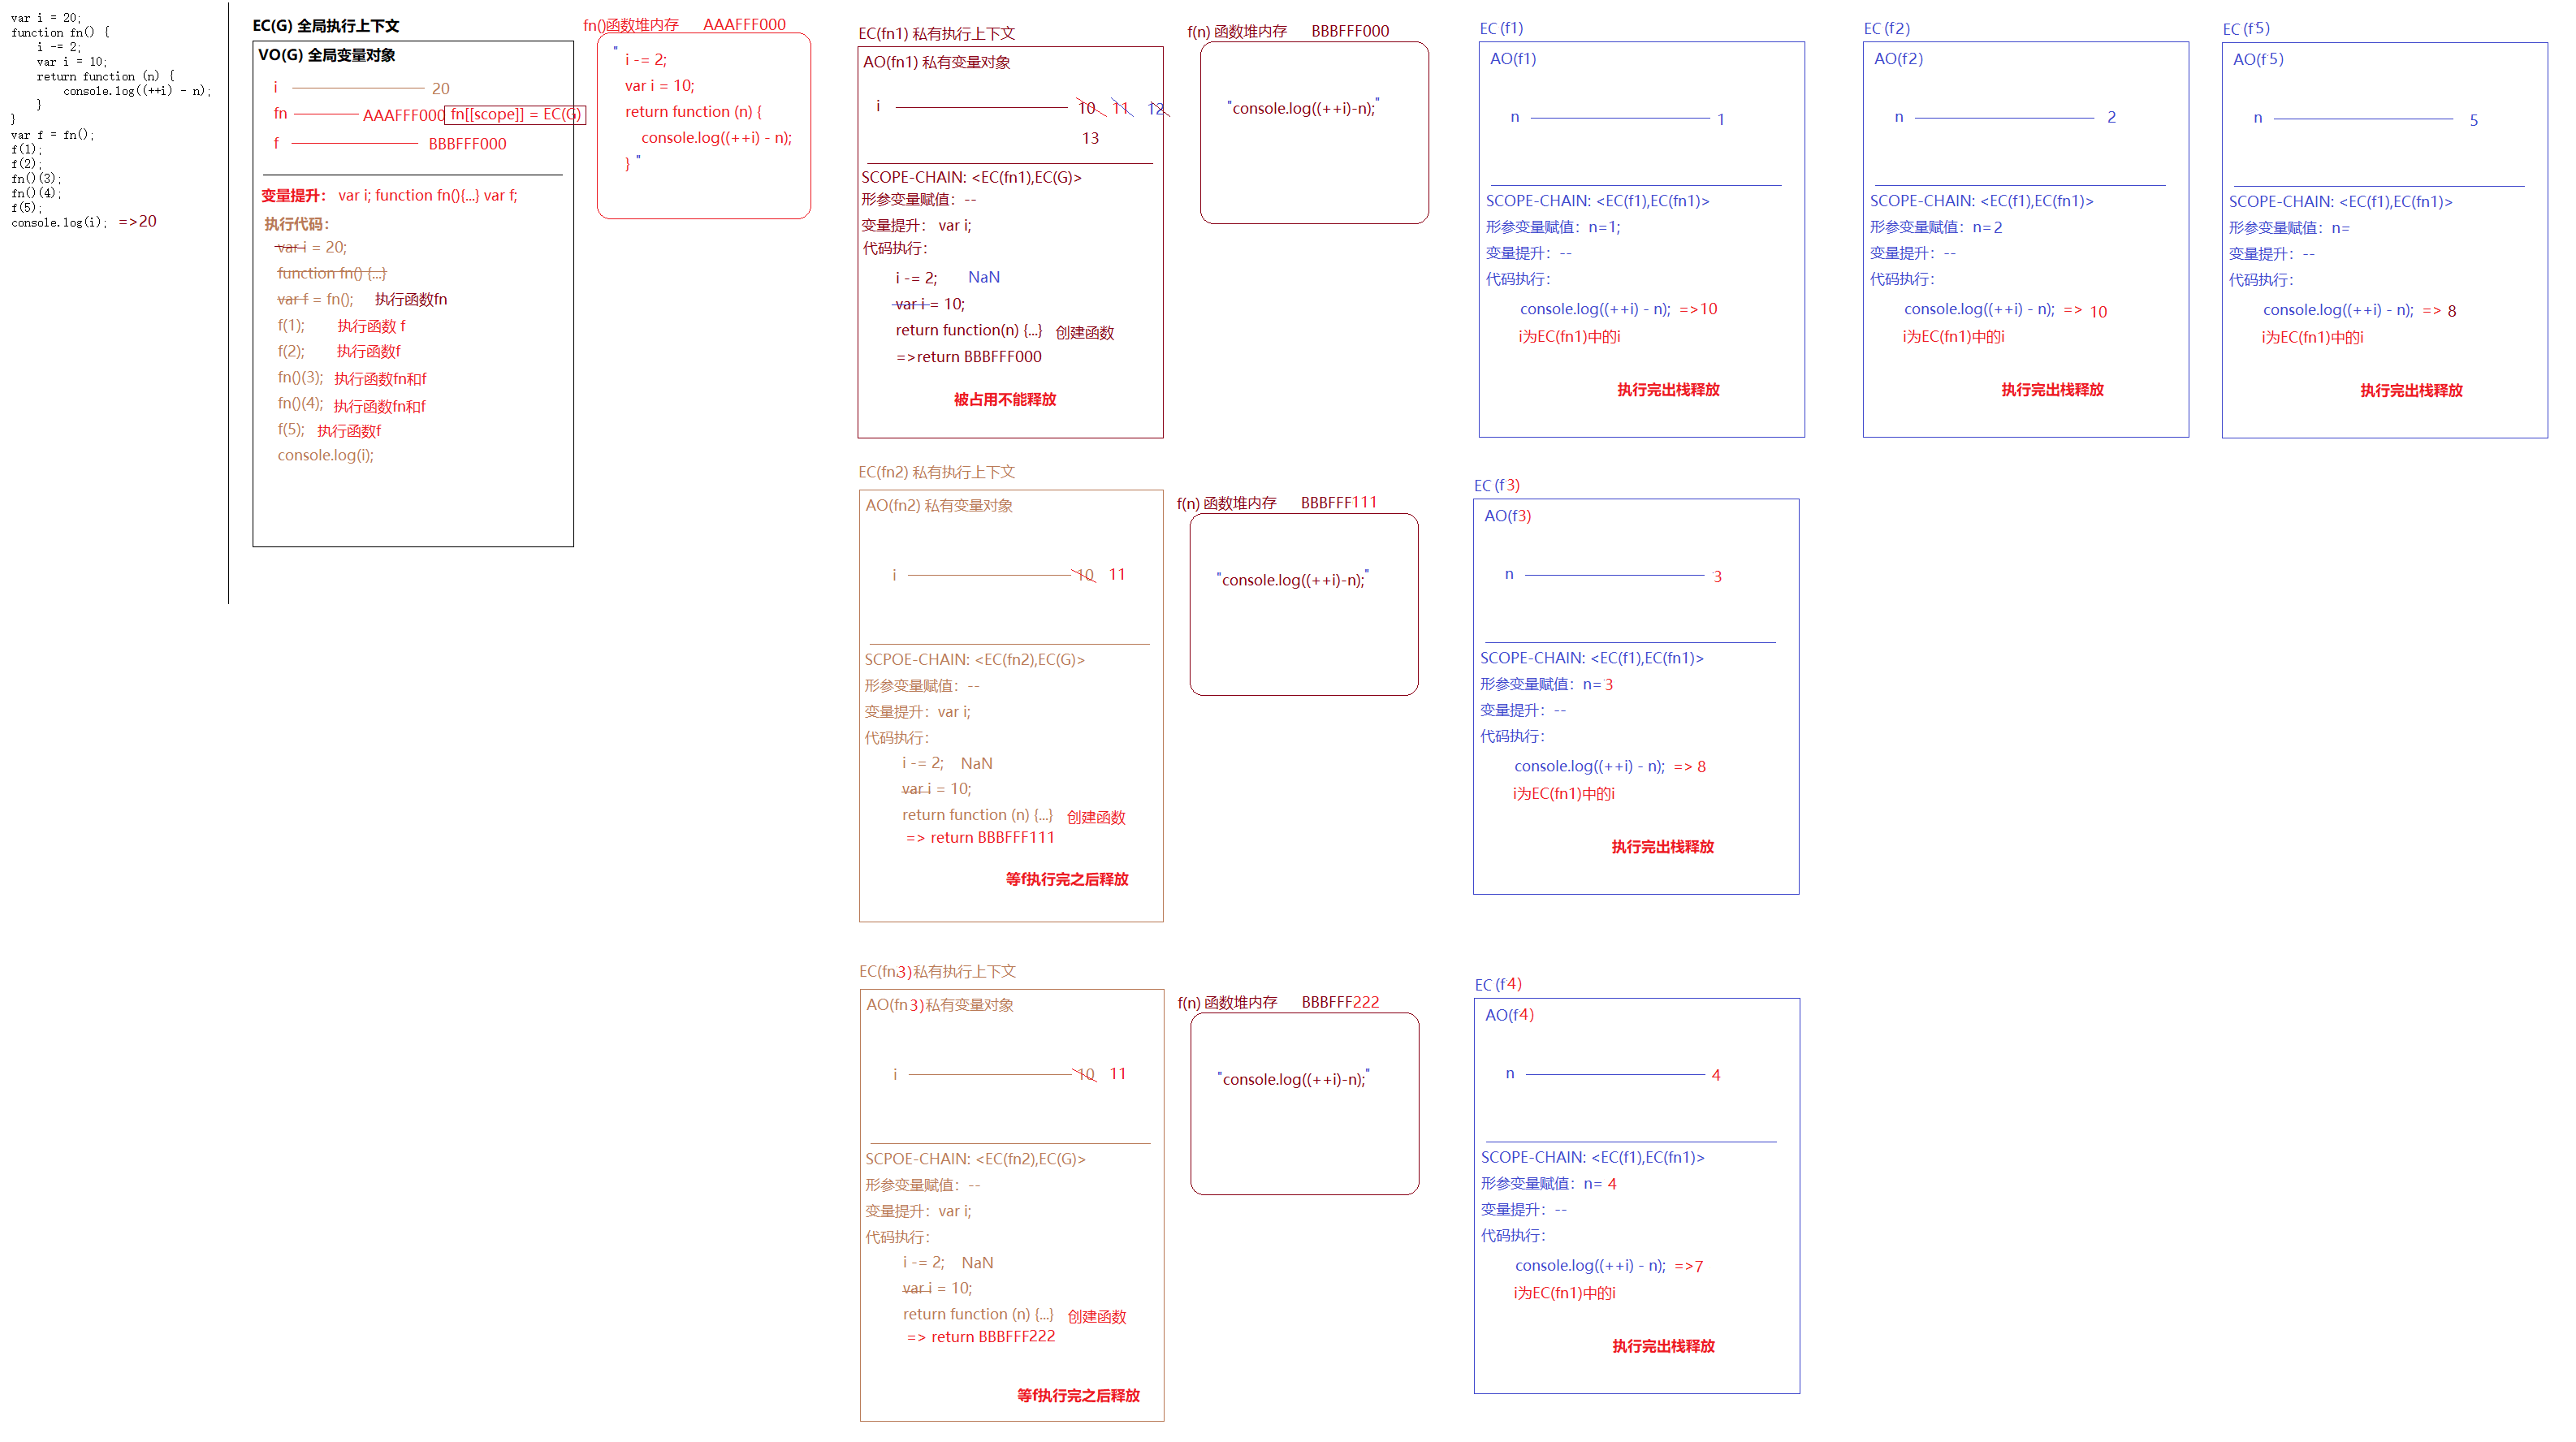 var i = 20;
function fn() {
    i -= 2;
    var i = 10;
    return function (n) {
        console.log((++i) - n);
    }
}
var f = fn();
f(1);
f(2);
fn()(3);
fn()(4);
f(5);
console.log(i); =>20
EC(G) 全局执行上下文
VO(G) 全局变量对象
i 20
fn AAAFFF000 fn[[scope]] = EC(G)
f BBBFFF000
变量提升： var i; function fn(){...} var f;
执行代码：
var i = 20;
function fn() {...}
var f = fn(); 执行函数fn
f(1); 执行函数 f
f(2); 执行函数f
fn()(3); 执行函数fn和f
fn()(4); 执行函数fn和f
f(5); 执行函数f
console.log(i);
fn()函数堆内存 AAAFFF000
"
i -= 2;
var i = 10;
return function (n) {
console.log((++i) - n);
} "
EC(fn1) 私有执行上下文
AO(fn1) 私有变量对象
i 10 11 12
13
SCOPE-CHAIN: <EC(fn1),EC(G)>
形参变量赋值：--
变量提升： var i;
代码执行：
i -= 2; NaN
var i = 10;
return function(n) {...} 创建函数
=>return BBBFFF000
被占用不能释放
f(n) 函数堆内存 BBBFFF000
"console.log((++i)-n);"
EC (f1)
AO(f1)
n 1
SCOPE-CHAIN: <EC(f1),EC(fn1)>
形参变量赋值：n=1;
变量提升：--
代码执行：
console.log((++i) - n); =>10
i为EC(fn1)中的i
执行完出栈释放
EC (f2)
AO(f2)
n 2
SCOPE-CHAIN: <EC(f1),EC(fn1)>
形参变量赋值：n=2
变量提升：--
代码执行：
console.log((++i) - n); => 10
i为EC(fn1)中的i
执行完出栈释放
EC (f5)
AO(f5)
n 5
SCOPE-CHAIN: <EC(f1),EC(fn1)>
形参变量赋值：n=
变量提升：--
代码执行：
console.log((++i) - n); => 8
i为EC(fn1)中的i
执行完出栈释放
EC(fn2) 私有执行上下文
AO(fn2) 私有变量对象
i 10 11
SCPOE-CHAIN: <EC(fn2),EC(G)>
形参变量赋值：--
变量提升：var i;
代码执行：
i -= 2; NaN
var i = 10;
return function (n) {...} 创建函数
=> return BBBFFF111
等f执行完之后释放
f(n) 函数堆内存 BBBFFF111
"console.log((++i)-n);"
EC (f3)
AO(f3)
n 3
SCOPE-CHAIN: <EC(f1),EC(fn1)>
形参变量赋值：n=3
变量提升：--
代码执行：
console.log((++i) - n); => 8
i为EC(fn1)中的i
执行完出栈释放
EC(fn3)私有执行上下文
AO(fn3)私有变量对象
i 10 11
SCPOE-CHAIN: <EC(fn2),EC(G)>
形参变量赋值：--
变量提升：var i;
代码执行：
i -= 2; NaN
var i = 10;
return function (n) {...} 创建函数
=> return BBBFFF222
等f执行完之后释放
f(n) 函数堆内存 BBBFFF222
"console.log((++i)-n);"
EC (f4)
AO(f4)
n 4
SCOPE-CHAIN: <EC(f1),EC(fn1)>
形参变量赋值：n= 4
变量提升：--
代码执行：
console.log((++i) - n); =>7
i为EC(fn1)中的i
执行完出栈释放